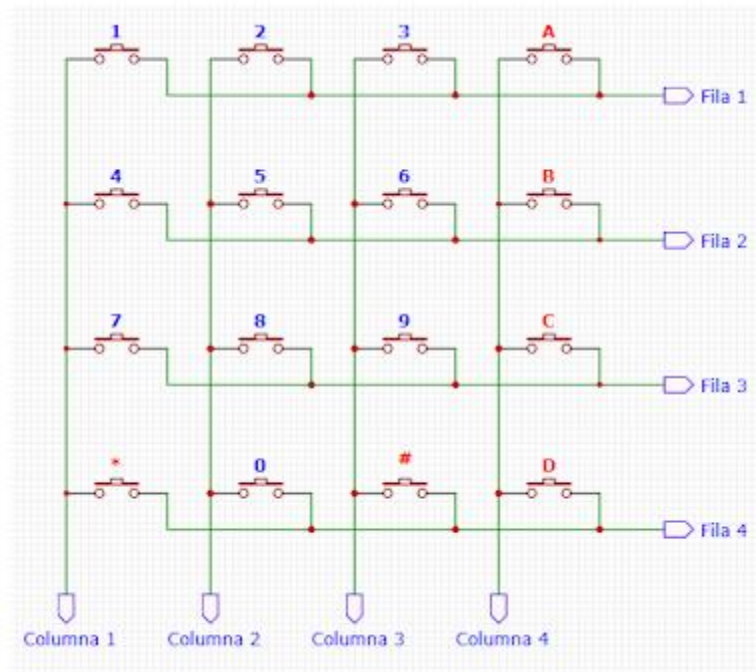 1 2 3 A
Fila 1
4 5 6 B
Fila 2
7 8 9 C
Fila 3
* 0 # D
Fila 4
Columna 1 Columna 2 Columna 3 Columna 4